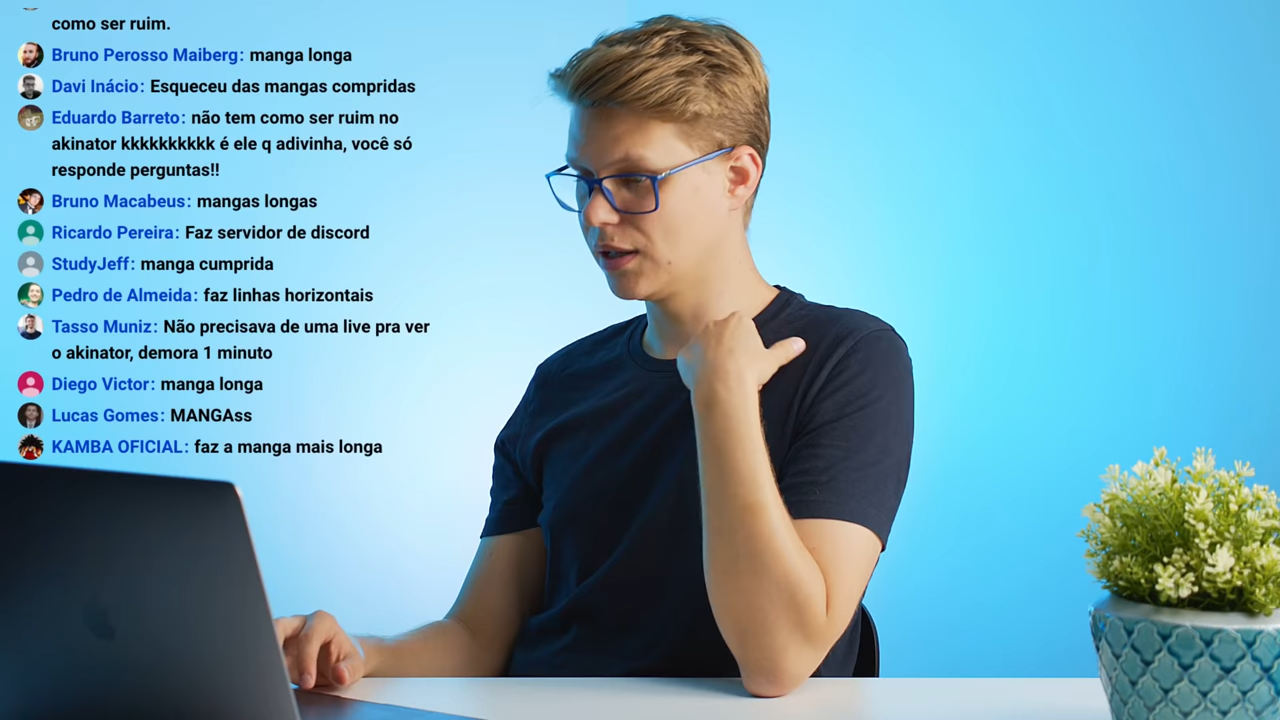 como ser ruim.
Bruno Perosso Maiberg: manga longa
Davi Inácio: Esqueceu das mangas compridas
Eduardo Barreto: não tem como ser ruim no
akinator kkkkkkkkkk é ele q adivinha, você só
responde perguntas!!
Bruno Macabeus: mangas longas
Ricardo Pereira: Faz servidor de discord
StudyJeff: manga cumprida
Pedro de Almeida: faz linhas horizontais
Tasso Muniz: Não precisava de uma live pra ver
o akinator, demora 1 minuto
Diego Victor: manga longa
Lucas Gomes: MANGAss
KAMBA OFICIAL: faz a manga mais longa